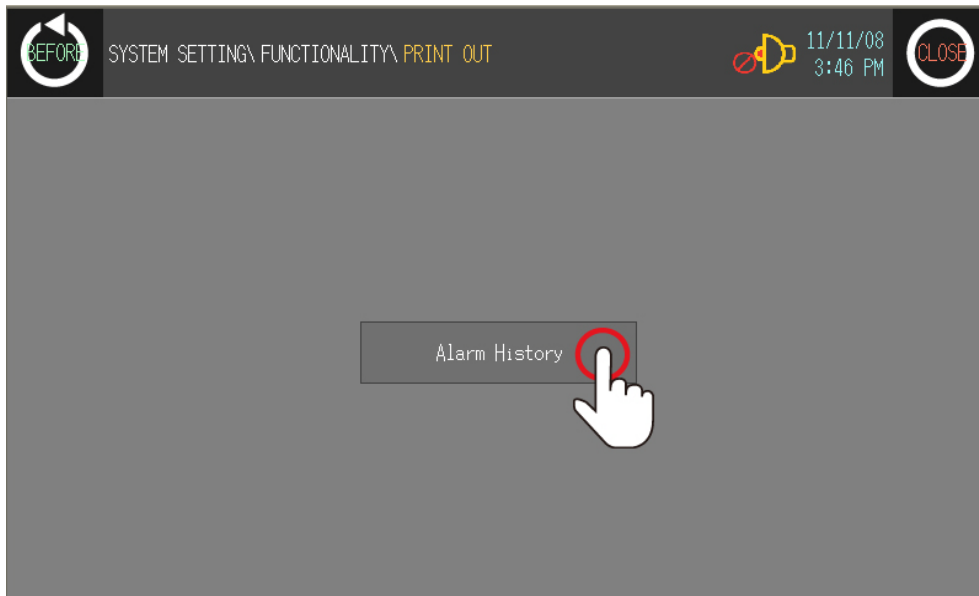 BEFORE
SYSTEM SETTING\ FUNCTIONALITY\ PRINT OUT
11/11/08
3:46 PM
CLOSE
Alarm History